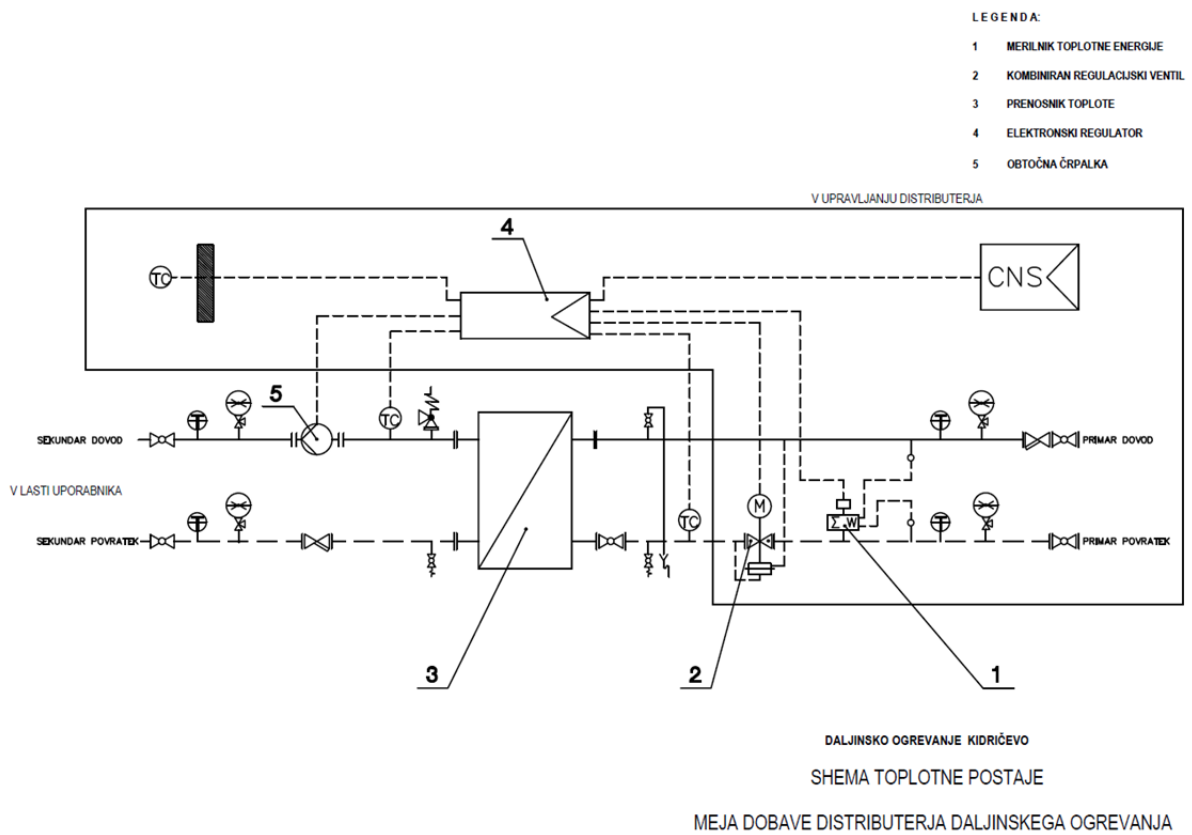 LEGENDA:
1 MERILNIK TOPLOTNE ENERGIJE
2 KOMBINIRAN REGULACIJSKI VENTIL
3 PRENOSNIK TOPLOTE
4 ELEKTRONSKI REGULATOR
5 OBTOČNA ČRPALKA
V UPRAVLJANJU DISTRIBUTERJA
4
TC
CNS
5
TC
SEKUNDAR DOVOD
T
T
PRIMAR DOVOD
V LASTI UPORABNIKA
M
TC
Σ.W
SEKUNDAR POVRATEK
T
T
PRIMAR POVRATEK
3
2
1
DALJINSKO OGREVANJE KIDRIČEVO
SHEMA TOPLOTNE POSTAJE
MEJA DOBAVE DISTRIBUTERJA DALJINSKEGA OGREVANJA